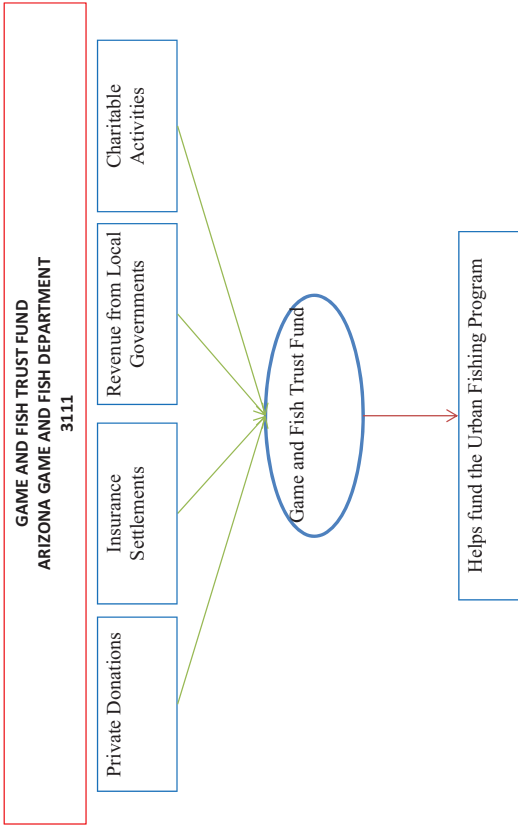 GAME AND FISH TRUST FUND
ARIZONA GAME AND FISH DEPARTMENT
3111
Private Donations
Insurance
Settlements
Revenue from Local
Governments
Charitable
Activities
Game and Fish Trust Fund
Helps fund the Urban Fishing Program